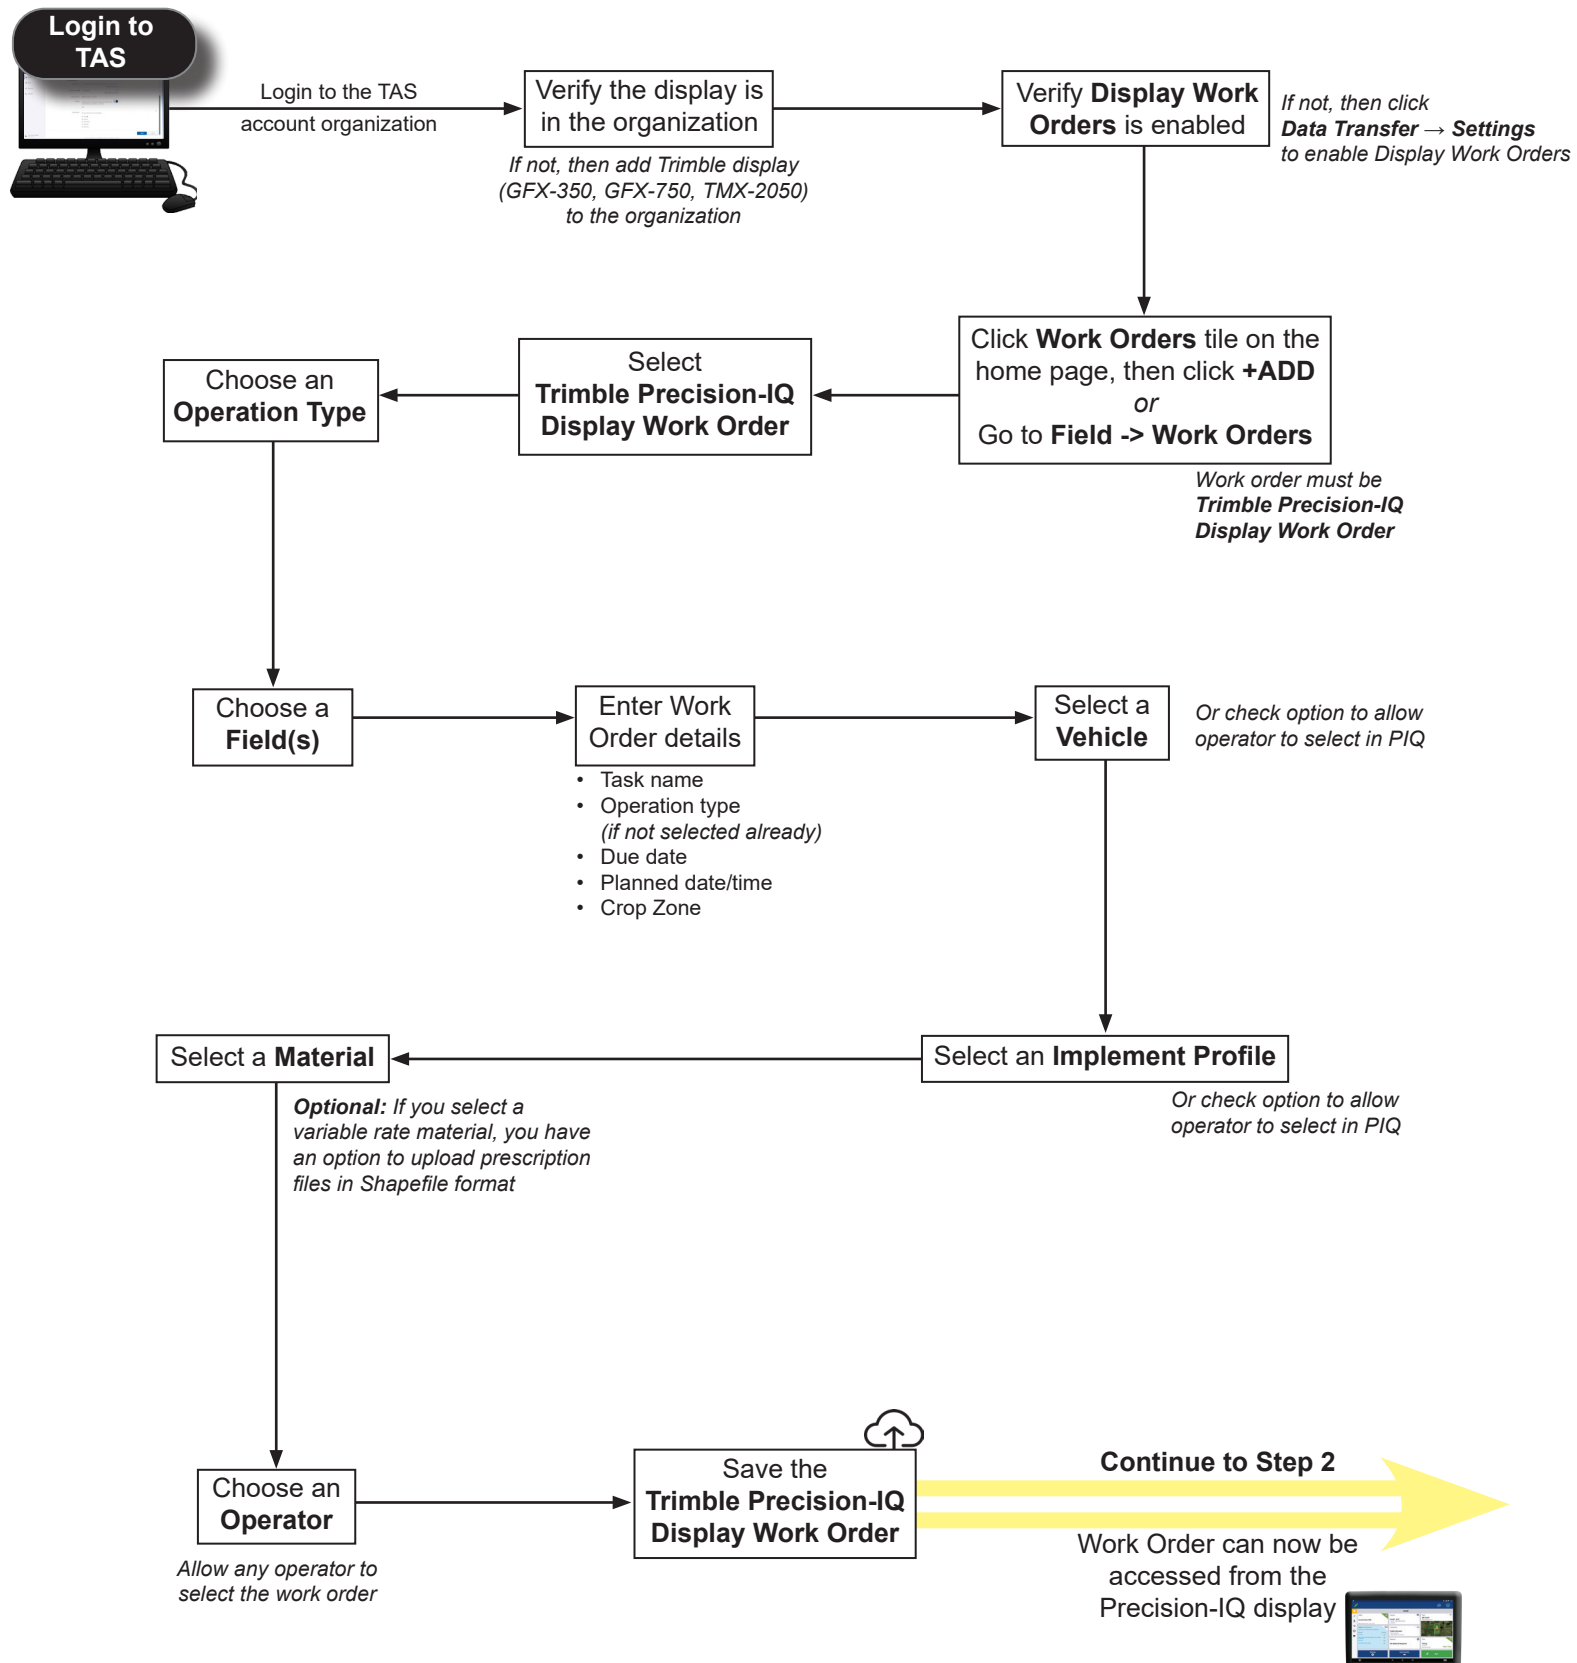 Login to
TAS
Login to the TAS
account organization
Verify the display is
in the organization
If not, then add Trimble display
(GFX-350, GFX-750, TMX-2050)
to the organization
Verify Display Work
Orders is enabled
If not, then click
Data Transfer → Settings
to enable Display Work Orders
Click Work Orders tile on the
home page, then click +ADD
or
Go to Field -> Work Orders
Work order must be
Trimble Precision-IQ
Display Work Order
Select
Trimble Precision-IQ
Display Work Order
Choose an
Operation Type
Choose a
Field(s)
Enter Work
Order details
• Task name
• Operation type
(if not selected already)
• Due date
• Planned date/time
• Crop Zone
Select a
Vehicle
Or check option to allow
operator to select in PIQ
Select an Implement Profile
Or check option to allow
operator to select in PIQ
Select a Material
Optional: If you select a
variable rate material, you have
an option to upload prescription
files in Shapefile format
Choose an
Operator
Allow any operator to
select the work order
Save the
Trimble Precision-IQ
Display Work Order
Continue to Step 2
Work Order can now be
accessed from the
Precision-IQ display